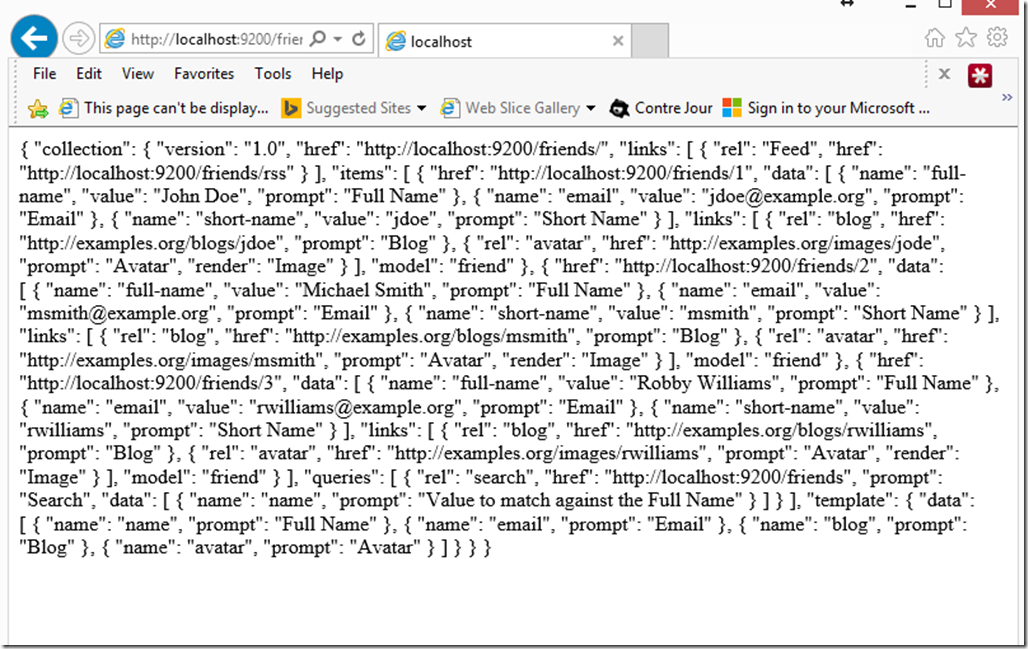 http://localhost:9200/frier
localhost
File Edit View Favorites Tools Help
This page can't be display... Suggested Sites Web Slice Gallery Contre Jour Sign in to your Microsoft ...
{ "collection": { "version": "1.0", "href": "http://localhost:9200/friends/", "links": [ { "rel": "Feed", "href":
"http://localhost:9200/friends/rss" } ], "items": [ { "href": "http://localhost:9200/friends/1", "data": [ { "name": "full-
name", "value": "John Doe", "prompt": "Full Name" }, { "name": "email", "value": "jdoe@example.org", "prompt":
"Email" }, { "name": "short-name", "value": "jdoe", "prompt": "Short Name" } ], "links": [ { "rel": "blog", "href":
"http://examples.org/blogs/jdoe", "prompt": "Blog" }, { "rel": "avatar", "href": "http://examples.org/images/jode",
"prompt": "Avatar", "render": "Image" } ], "model": "friend" }, { "href": "http://localhost:9200/friends/2", "data":
[ { "name": "full-name", "value": "Michael Smith", "prompt": "Full Name" }, { "name": "email", "value":
"msmith@example.org", "prompt": "Email" }, { "name": "short-name", "value": "msmith", "prompt": "Short Name" } ],
"links": [ { "rel": "blog", "href": "http://examples.org/blogs/msmith", "prompt": "Blog" }, { "rel": "avatar", "href":
"http://examples.org/images/msmith", "prompt": "Avatar", "render": "Image" } ], "model": "friend" }, { "href":
"http://localhost:9200/friends/3", "data": [ { "name": "full-name", "value": "Robby Williams", "prompt": "Full Name" },
{ "name": "email", "value": "rwilliams@example.org", "prompt": "Email" }, { "name": "short-name", "value":
"rwilliams", "prompt": "Short Name" } ], "links": [ { "rel": "blog", "href": "http://examples.org/blogs/rwilliams",
"prompt": "Blog" }, { "rel": "avatar", "href": "http://examples.org/images/rwilliams", "prompt": "Avatar", "render":
"Image" } ], "model": "friend" } ], "queries": [ { "rel": "search", "href": "http://localhost:9200/friends", "prompt":
"Search", "data": [ { "name": "name", "prompt": "Value to match against the Full Name" } ] } ], "template": { "data":
[ { "name": "name", "prompt": "Full Name" }, { "name": "email", "prompt": "Email" }, { "name": "blog", "prompt":
"Blog" }, { "name": "avatar", "prompt": "Avatar" } ] } } }